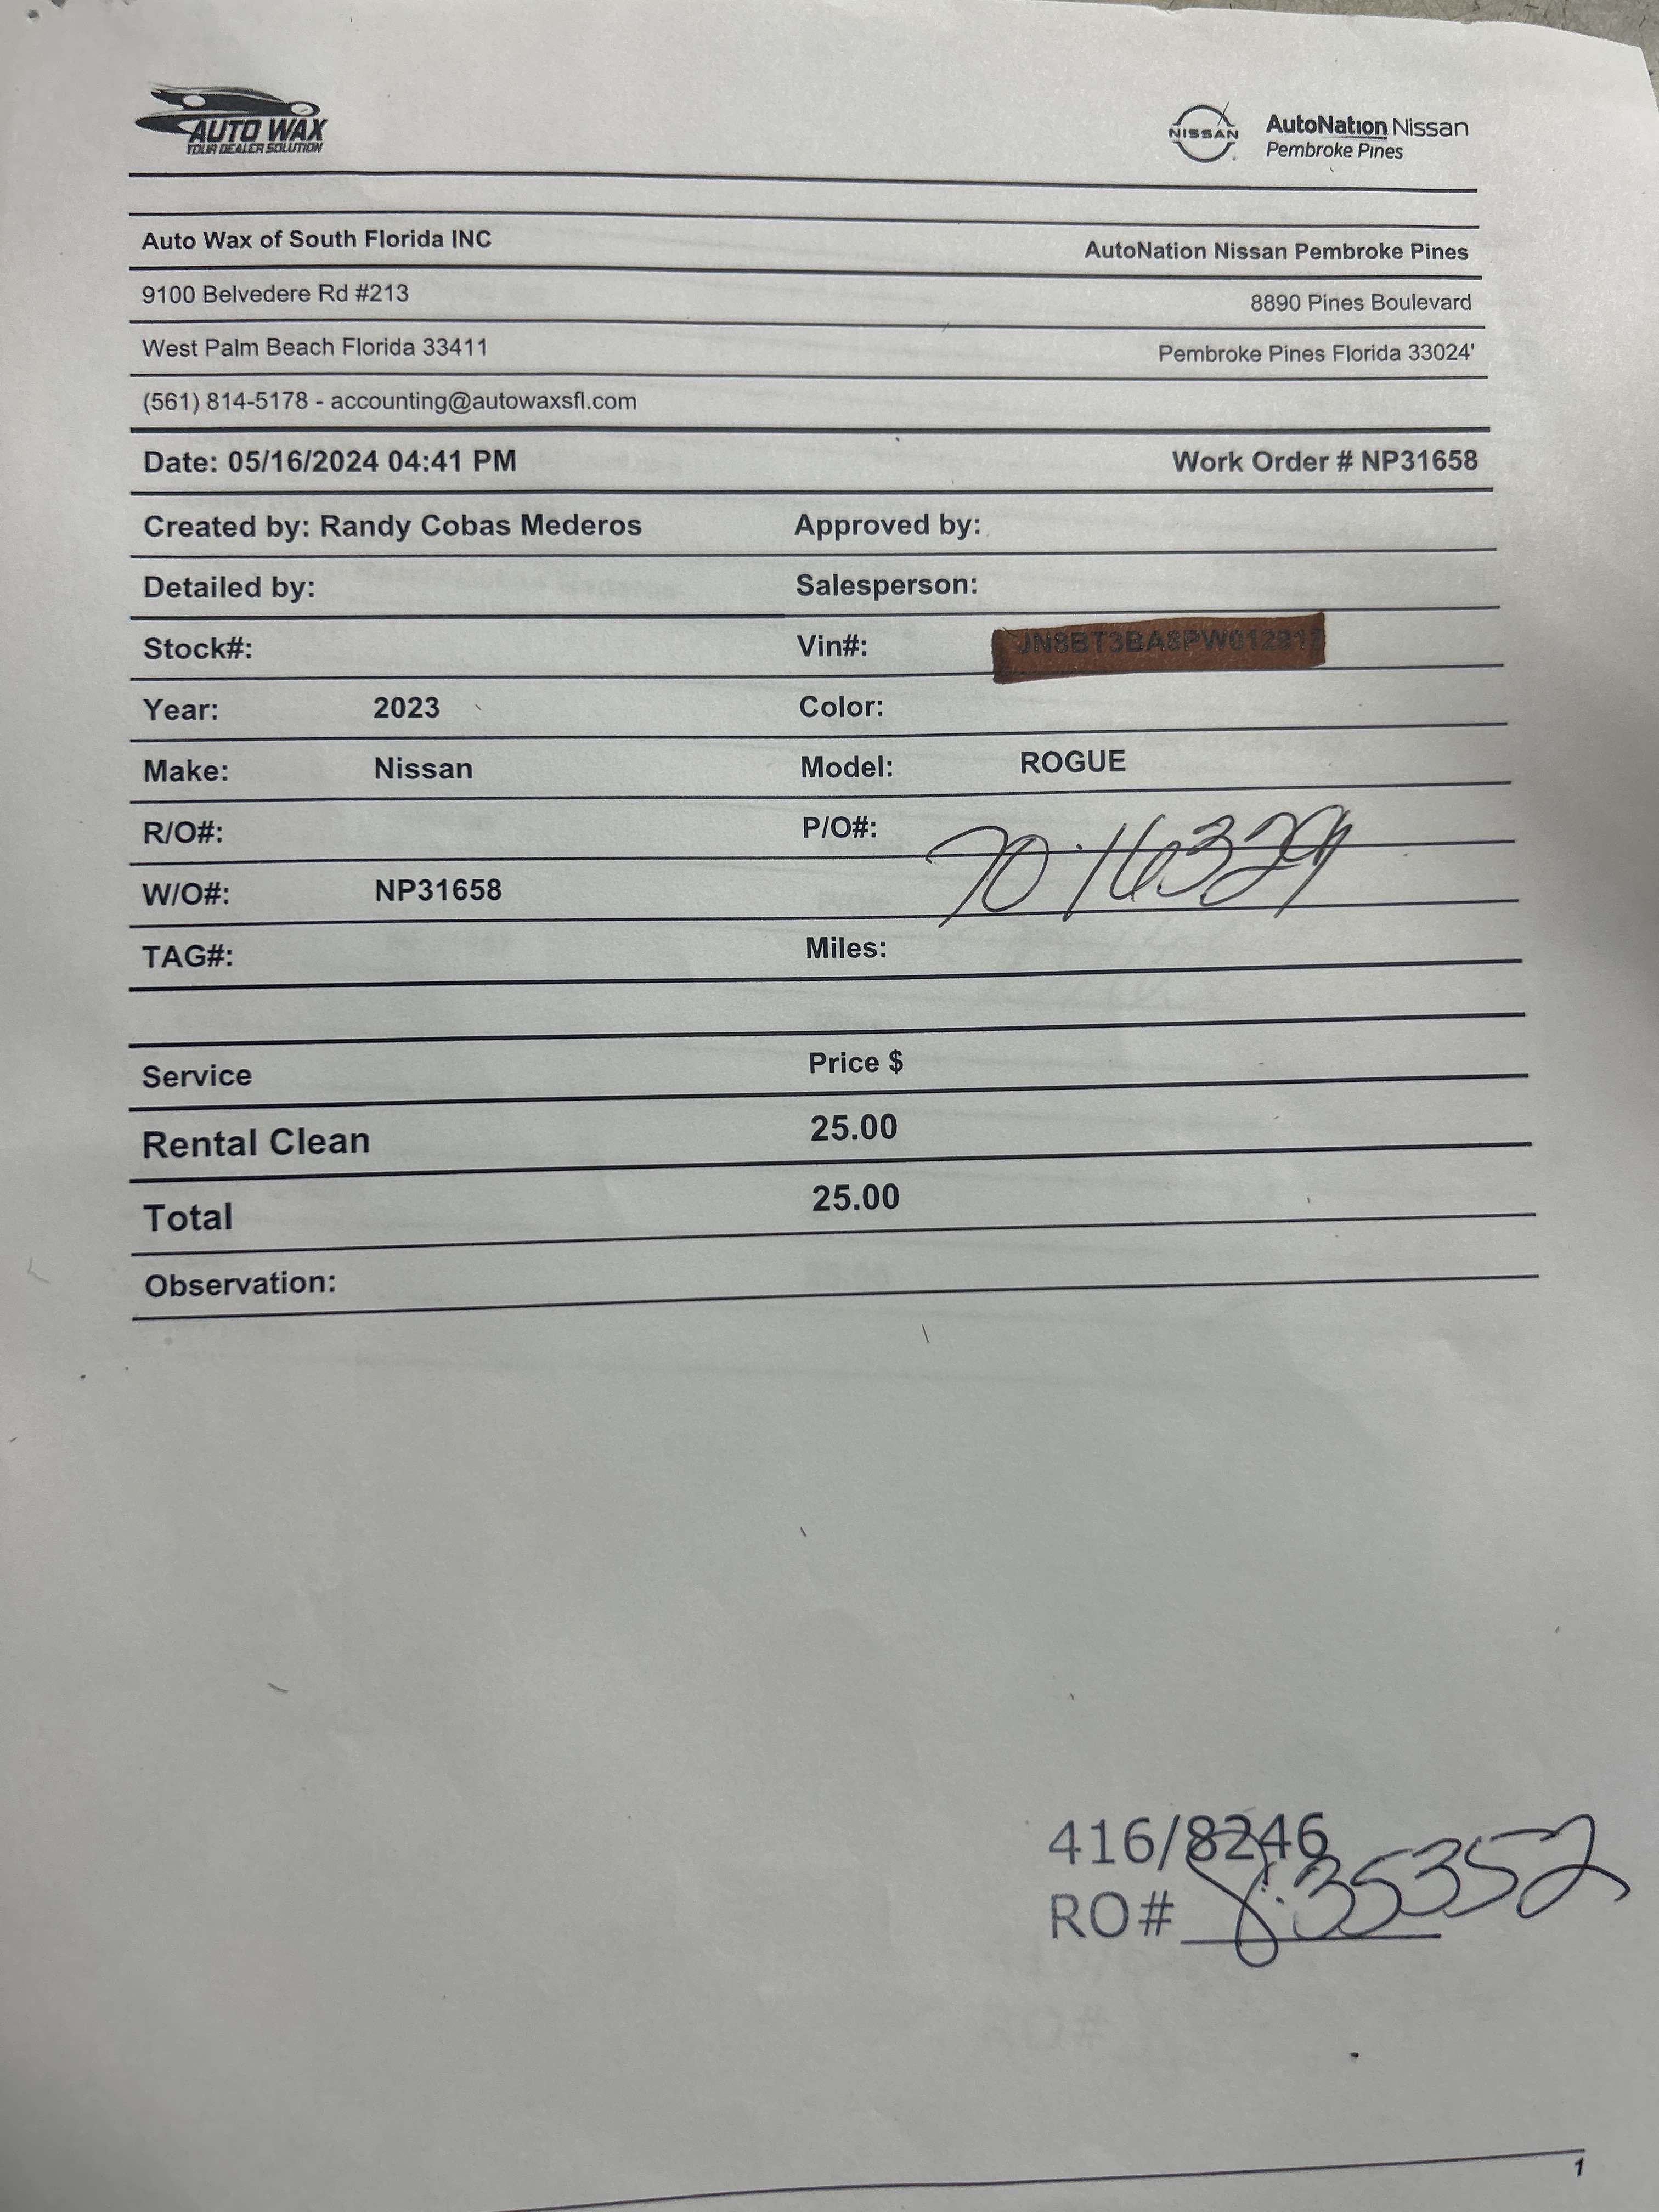 AUTO WAX
YOUR DEALER SOLUTION
NISSAN
AutoNation Nissan
Pembroke Pines
Auto Wax of South Florida INC
AutoNation Nissan Pembroke Pines
9100 Belvedere Rd #213
8890 Pines Boulevard
West Palm Beach Florida 33411
Pembroke Pines Florida 33024'
(561) 814-5178 - accounting@autowaxsfl.com
Date: 05/16/2024 04:41 PM
Work Order # NP31658
Created by: Randy Cobas Mederos
Approved by:
Detailed by:
Salesperson:
Stock#:
Vin#:
Year: 2023
Color:
Make: Nissan
Model: ROGUE
R/O#:
P/O#:
W/O#: NP31658
TAG#:
Miles:
Service Price $
Rental Clean 25.00
Total 25.00
Observation:
416/8246
RO# 8.35352
1